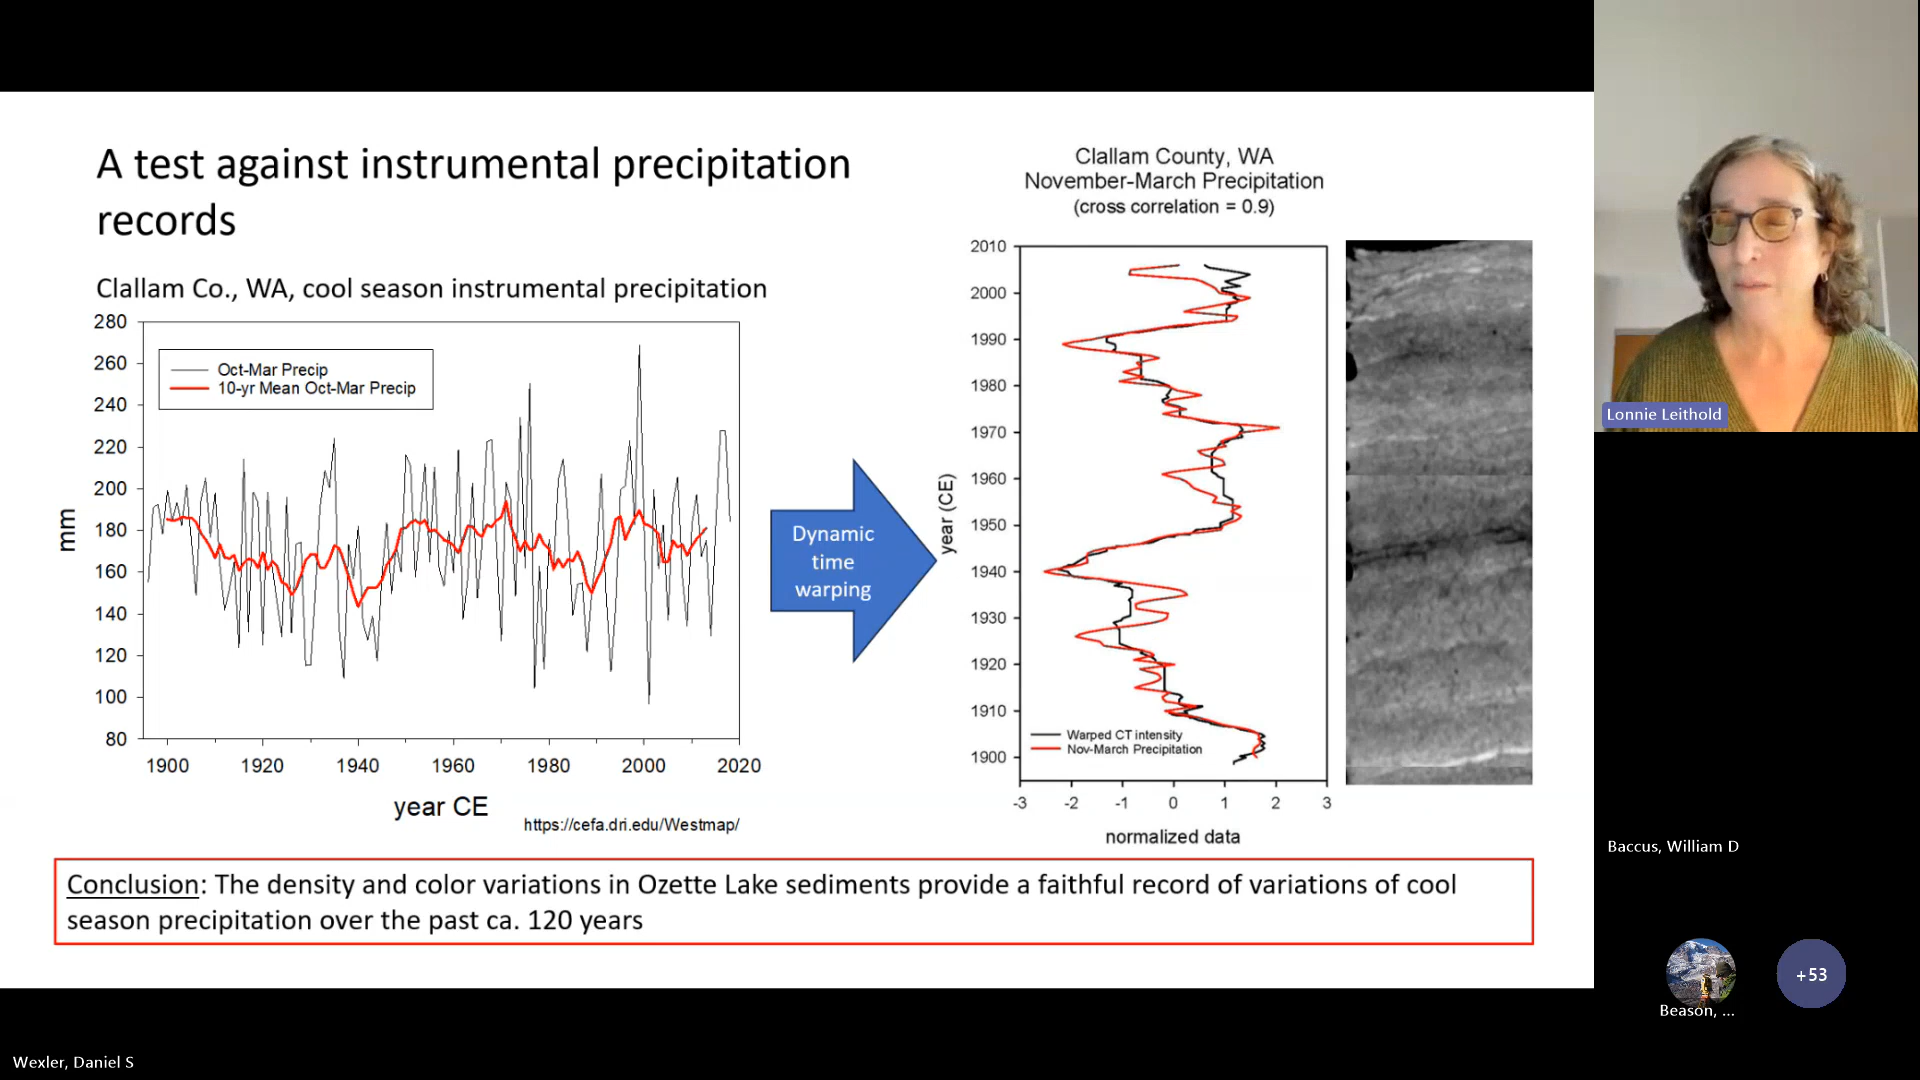 A test against instrumental precipitation
records
Clallam Co., WA, cool season instrumental precipitation
280
260
240
220
200
180
160
140
120
100
80
mm
Oct-Mar Precip
10-yr Mean Oct-Mar Precip
1900 1920 1940 1960 1980 2000 2020
year CE
https://cefa.dri.edu/Westmap/
Dynamic
time
warping
Clallam County, WA
November-March Precipitation
(cross correlation = 0.9)
2010
2000
1990
1980
1970
1960
1950
1940
1930
1920
1910
1900
year (CE)
Warped CT intensity
Nov-March Precipitation
-3 -2 -1 0 1 2 3
normalized data
Conclusion: The density and color variations in Ozette Lake sediments provide a faithful record of variations of cool
season precipitation over the past ca. 120 years
Lonnie Leithold
Baccus, William D
+53
Beason, ...
Wexler, Daniel S